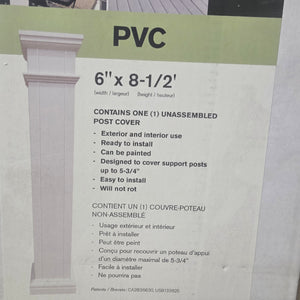 PVC
6" x 8-1/2'
(width / largeur) (height / hauteur)
CONTAINS ONE (1) UNASSEMBLED
POST COVER
- Exterior and interior use
- Ready to install
- Can be painted
- Designed to cover support posts
up to 5-3/4"
- Easy to install
- Will not rot
CONTIENT UN (1) COUVRE-POTEAU
NON-ASSEMBLÉ
- Usage extérieur et intérieur
- Prêt à installer
- Peut être peint
- Conçu pour recouvrir un poteau d'appui
d'un diamètre maximal de 5-3/4"
- Facile à installer
- Ne pourrira pas
Patents / Brevets: